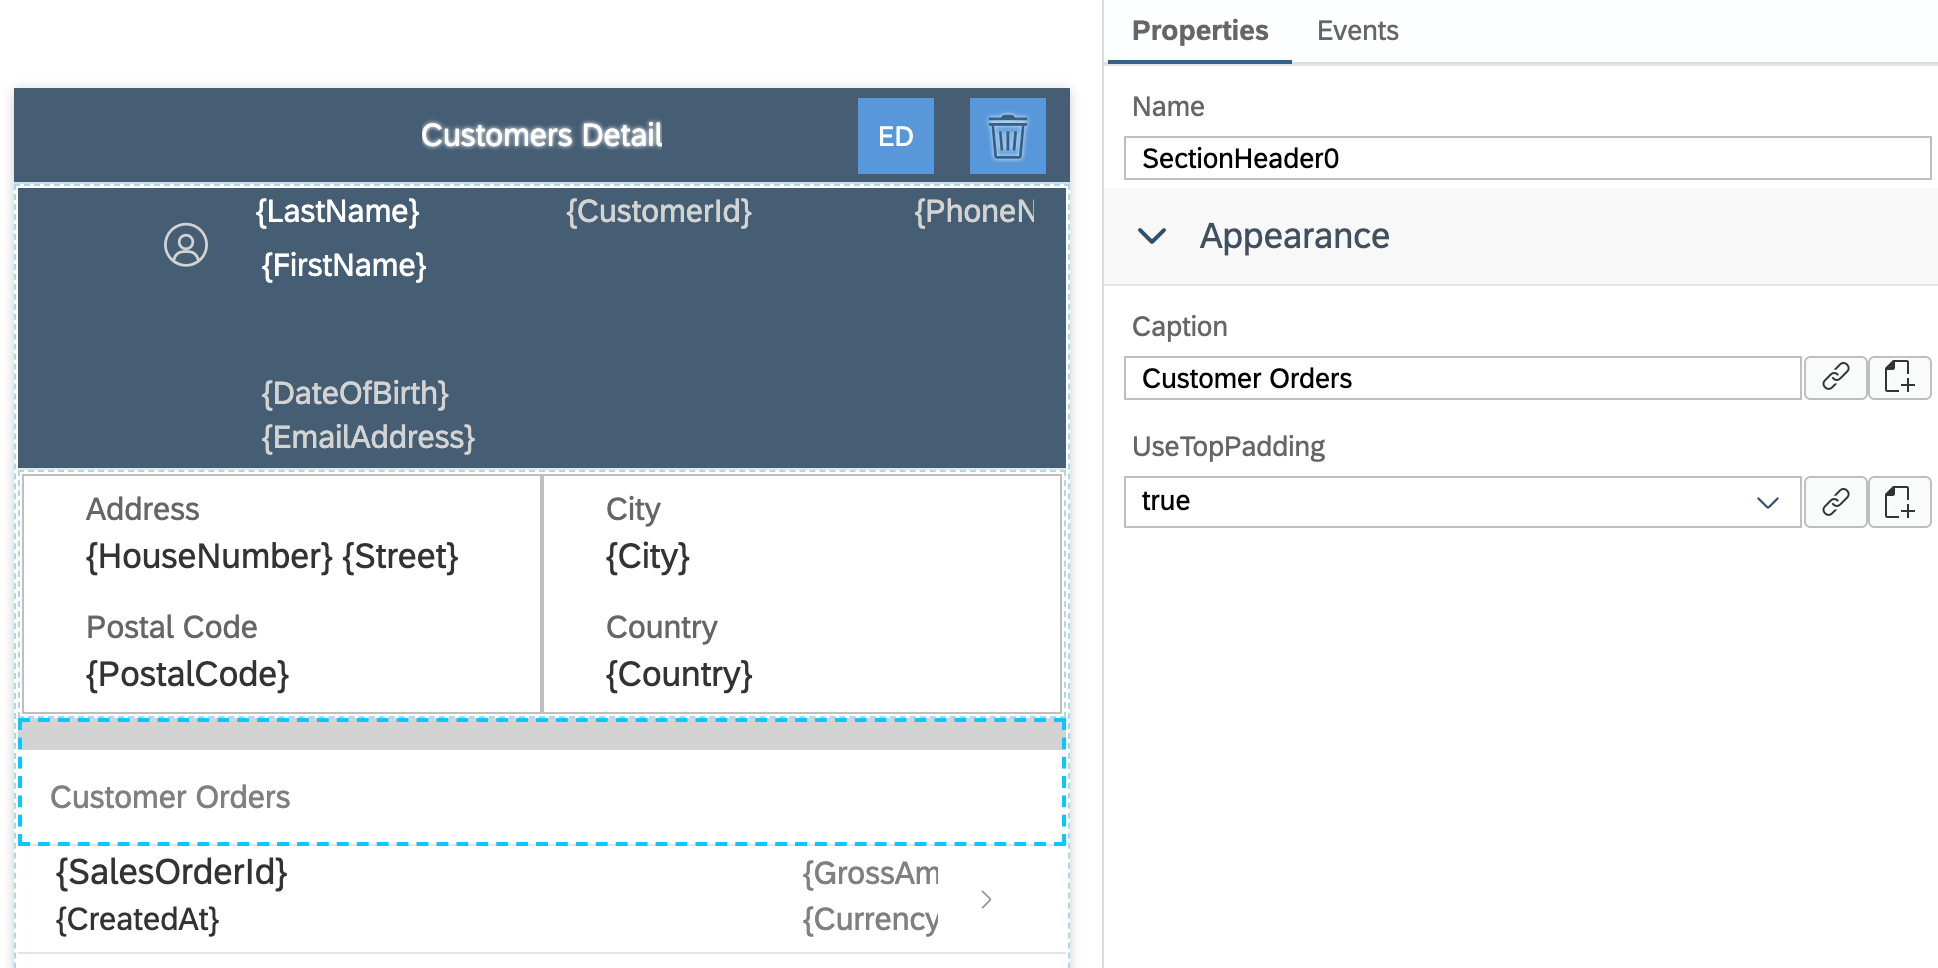 Properties Events
Customers Detail ED
Name
SectionHeader0
{LastName} {CustomerId} {PhoneN
{FirstName}
Appearance
{DateOfBirth}
{EmailAddress}
Caption
Customer Orders
UseTopPadding
true
Address City
{HouseNumber} {Street} {City}
Postal Code Country
{PostalCode} {Country}
Customer Orders
{SalesOrderId} {GrossAm
{CreatedAt} {Currency